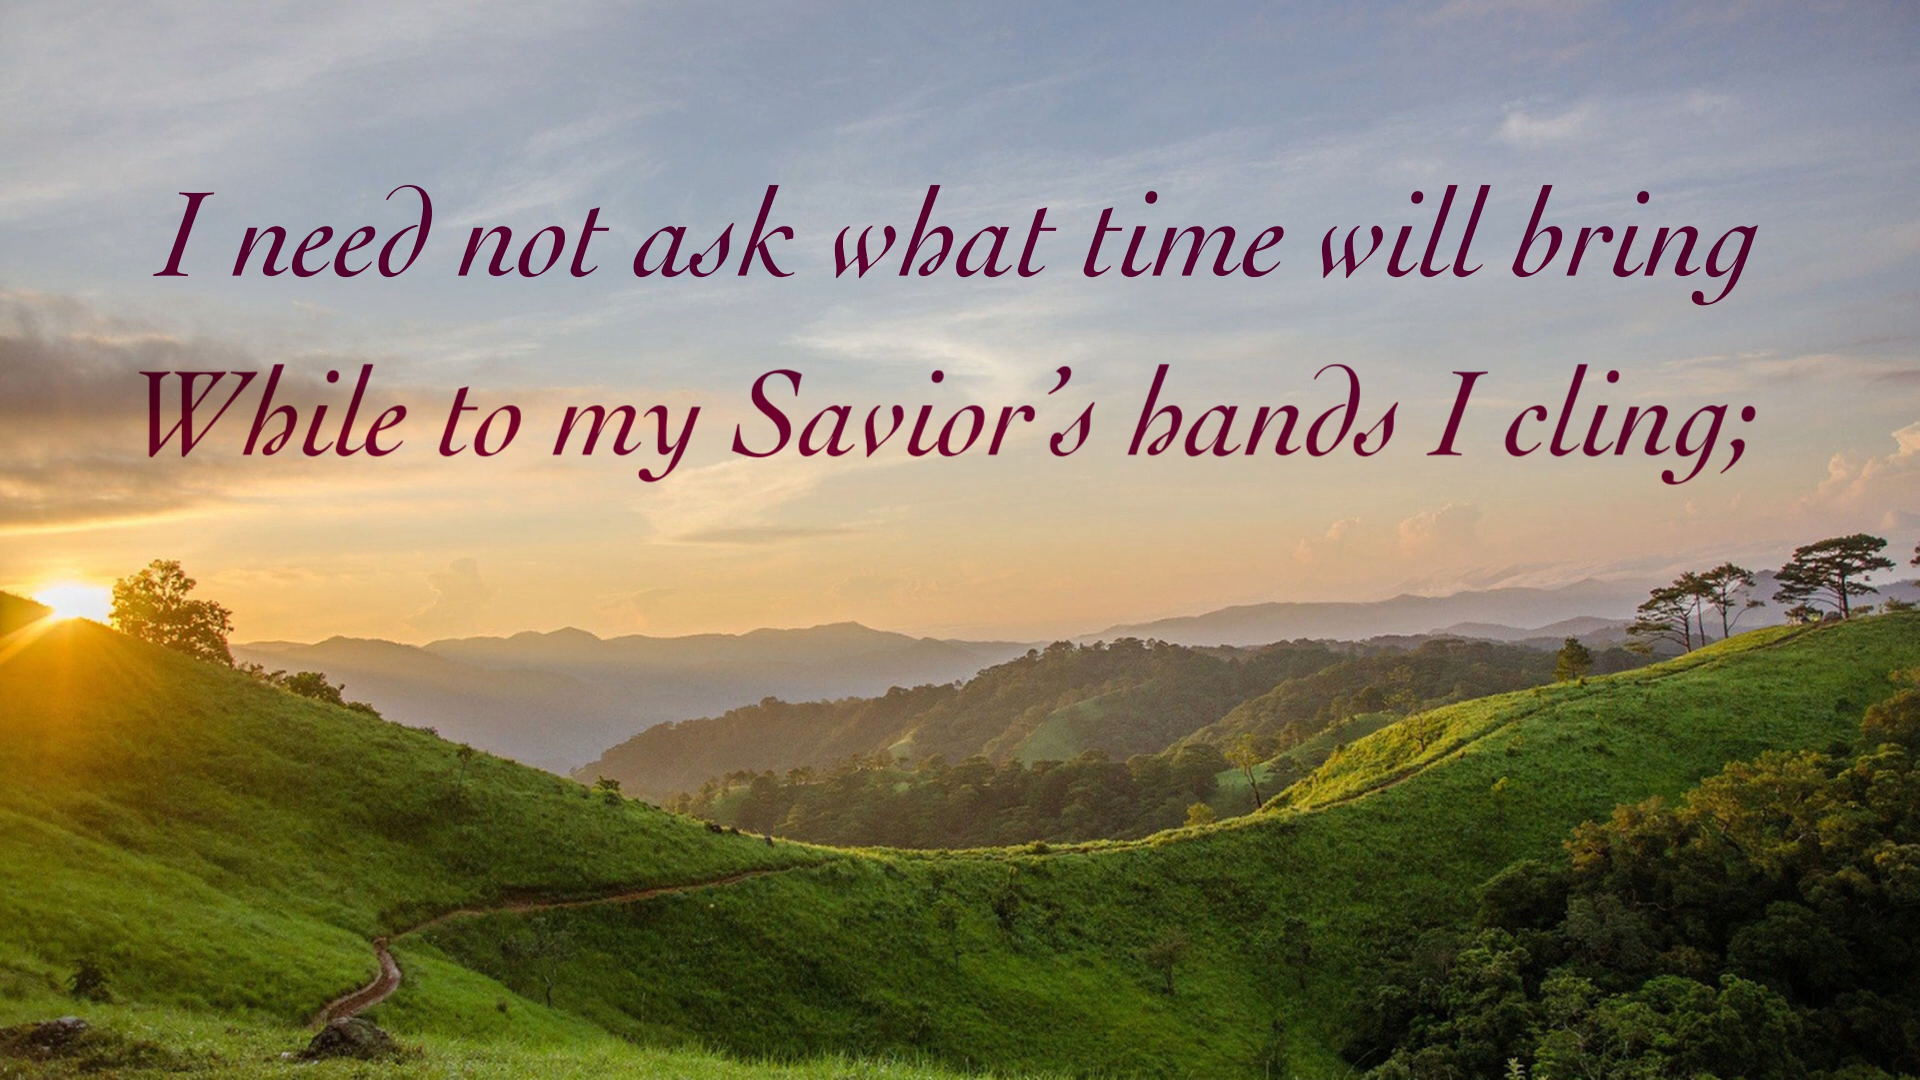 I need not ask what time will bring
While to my Savior’s hands I cling;